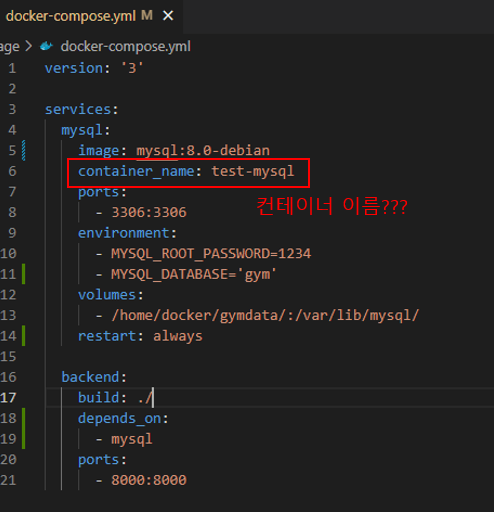 docker-compose.yml M ×
age > docker-compose.yml
1 version: '3'
2
3 services:
4 mysql:
5 image: mysql:8.0-debian
6 container_name: test-mysql
7 ports:
8 - 3306:3306
컨테이너 이름???
9 environment:
10 - MYSQL_ROOT_PASSWORD=1234
11 - MYSQL_DATABASE='gym'
12 volumes:
13 - /home/docker/gymdata/:/var/lib/mysql/
14 restart: always
15
16 backend:
17 build: ./
18 depends_on:
19 - mysql
20 ports:
21 - 8000:8000